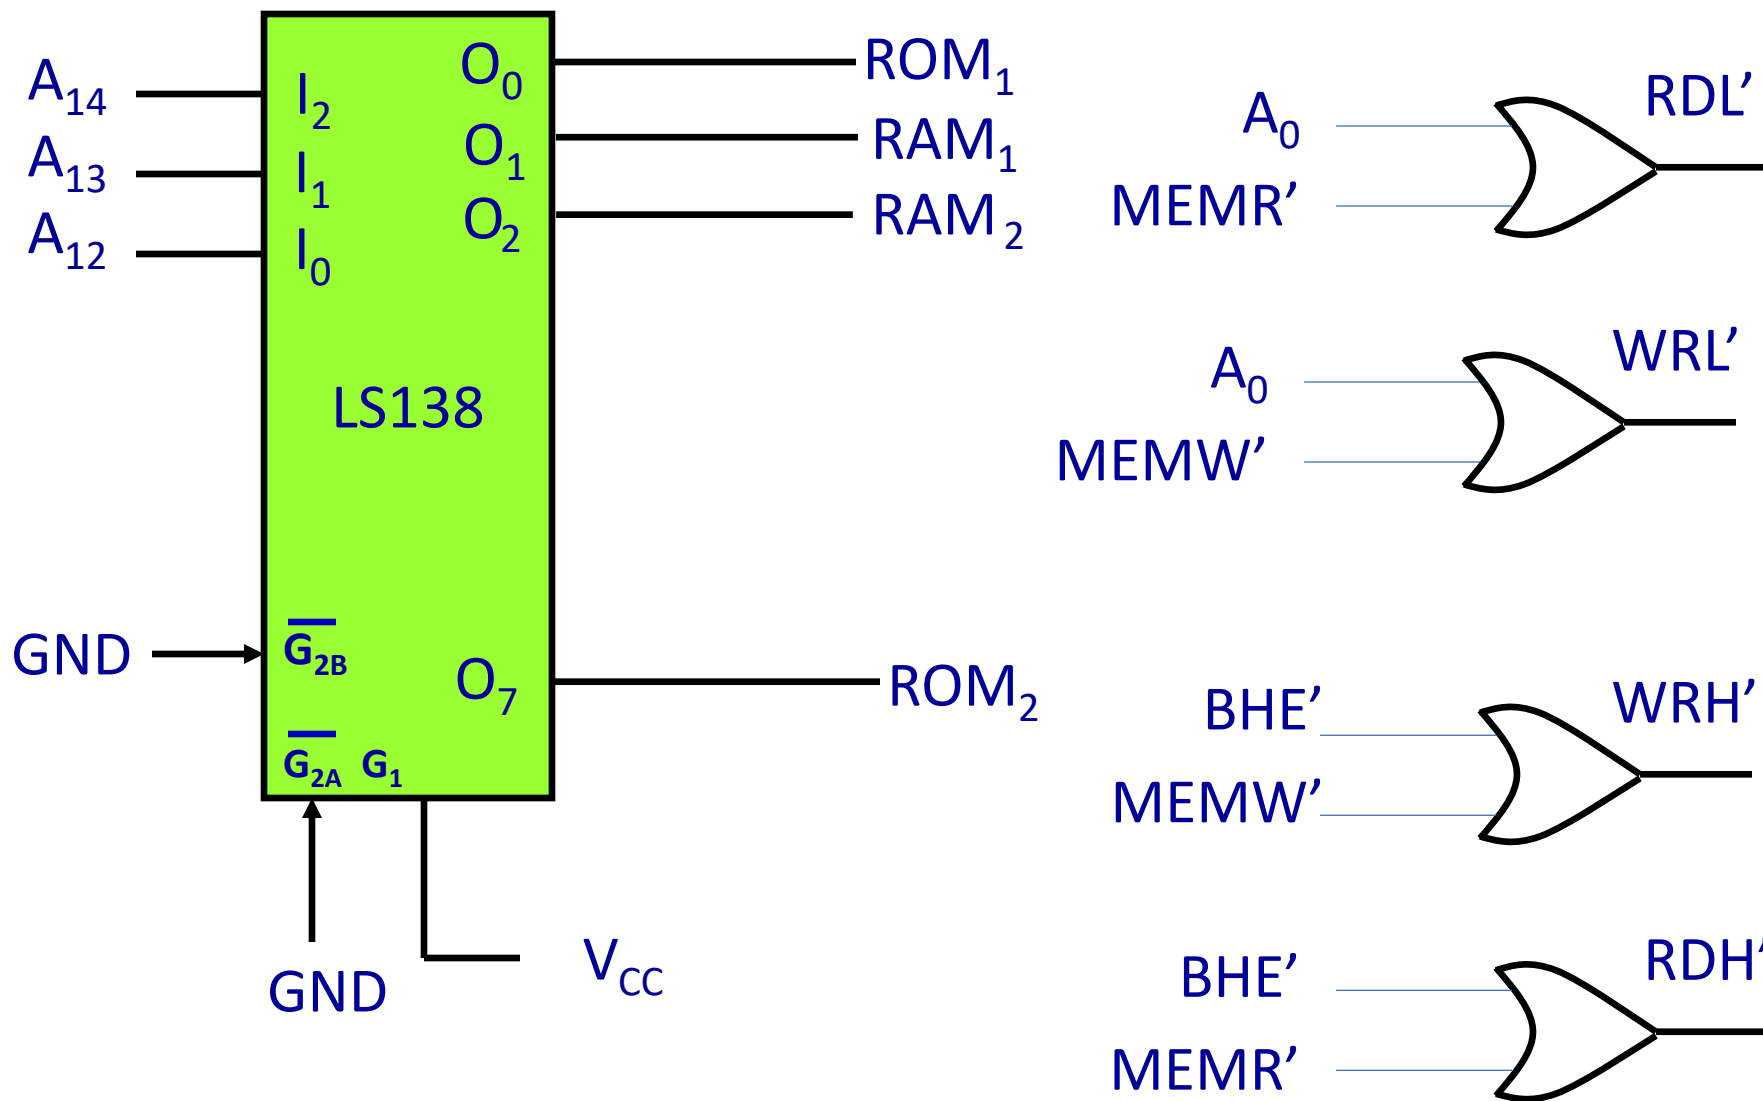 A14
A13
A12
I2
I1
I0
O0
O1
O2
LS138
GND
G2B
O7
G2A G1
GND
VCC
ROM1
RAM1
RAM2
ROM2
A0
MEMR’
RDL’
A0
MEMW’
WRL’
BHE’
MEMW’
WRH’
BHE’
MEMR’
RDH’